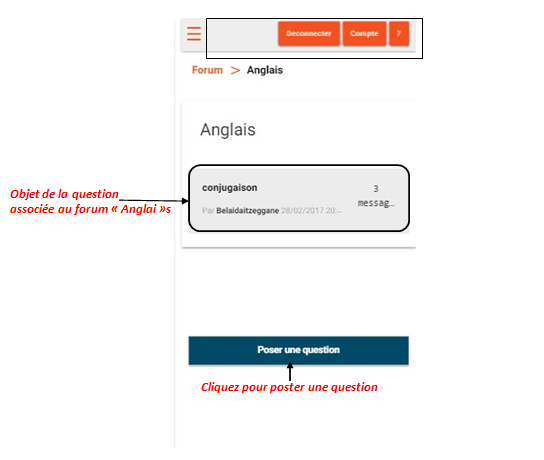 Deconnecter Compte ?
Forum > Anglais
Anglais
conjugaison 3
Par Belaidaitzeggane 28/02/2017 20:-- messag...
Objet de la question
associée au forum « Anglai »s
Poser une question
Cliquez pour poster une question